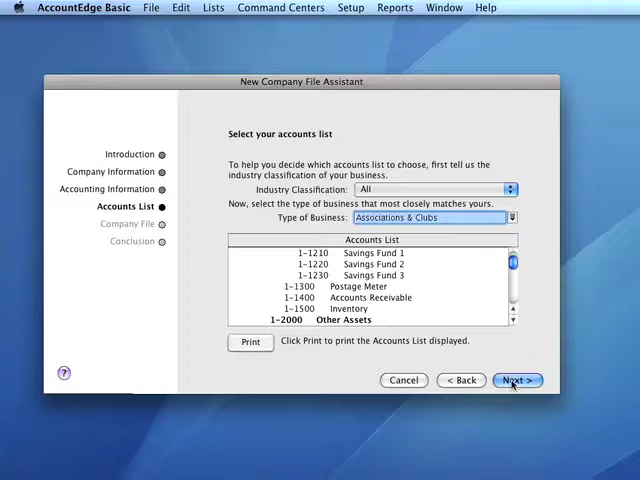 AccountEdge Basic File Edit Lists Command Centers Setup Reports Window Help
New Company File Assistant
Introduction
Company Information
Accounting Information
Accounts List
Company File
Conclusion
Select your accounts list
To help you decide which accounts list to choose, first tell us the
industry classification of your business.
Industry Classification: All
Now, select the type of business that most closely matches yours.
Type of Business: Associations & Clubs
Accounts List
1-1210 Savings Fund 1
1-1220 Savings Fund 2
1-1230 Savings Fund 3
1-1300 Postage Meter
1-1400 Accounts Receivable
1-1500 Inventory
1-2000 Other Assets
Print Click Print to print the Accounts List displayed.
?
Cancel < Back Next >